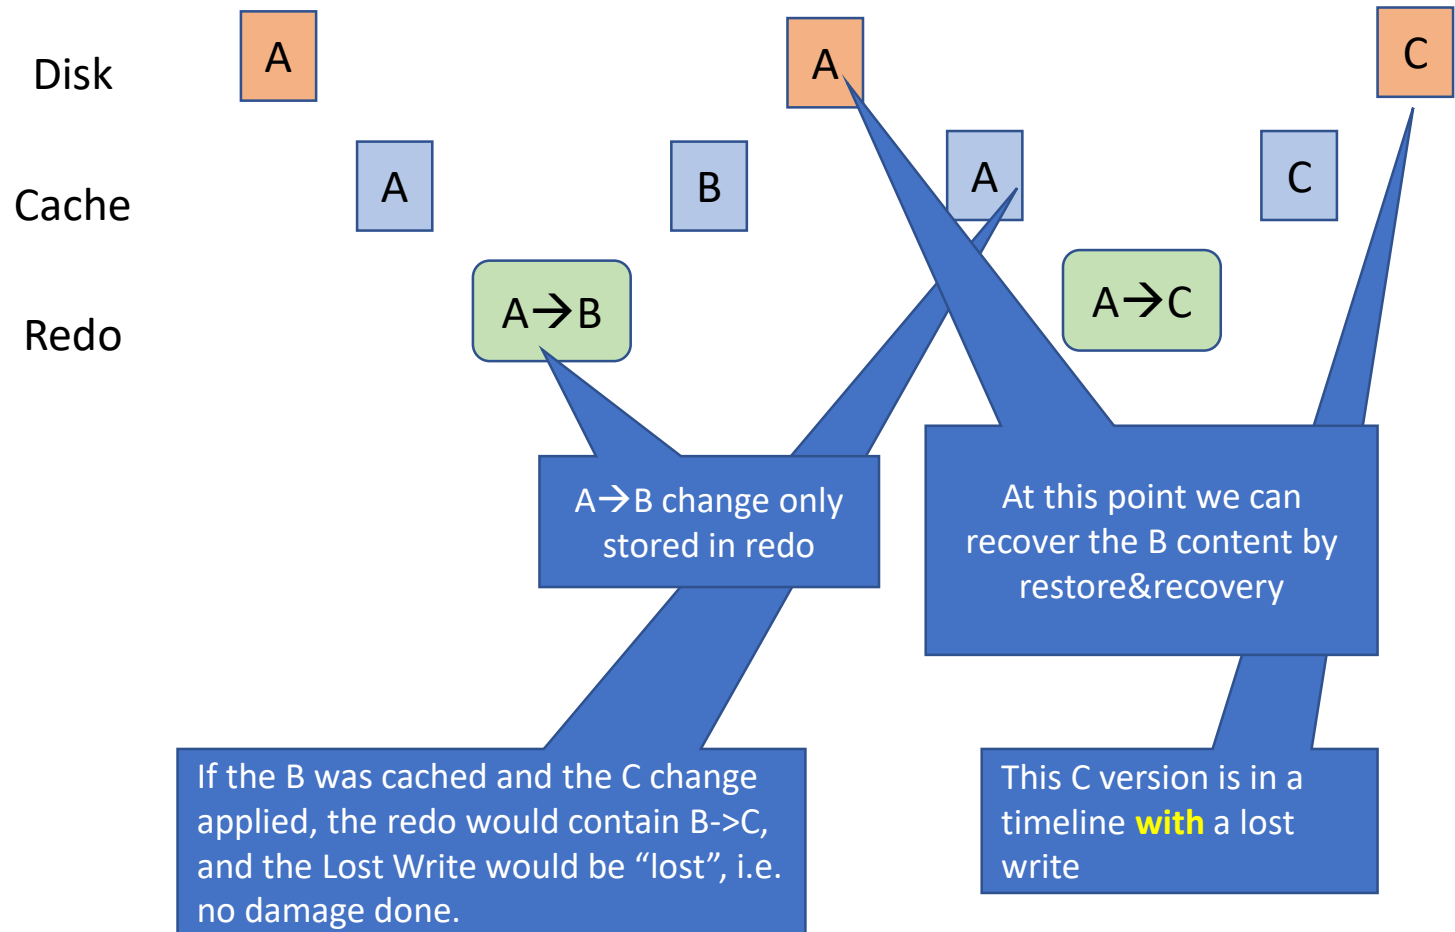 Disk
A
A
C
Cache
A
B
A
C
Redo
A→B
A→C
A→B change only
stored in redo
At this point we can
recover the B content by
restore&recovery
If the B was cached and the C change
applied, the redo would contain B->C,
and the Lost Write would be “lost”, i.e.
no damage done.
This C version is in a
timeline with a lost
write